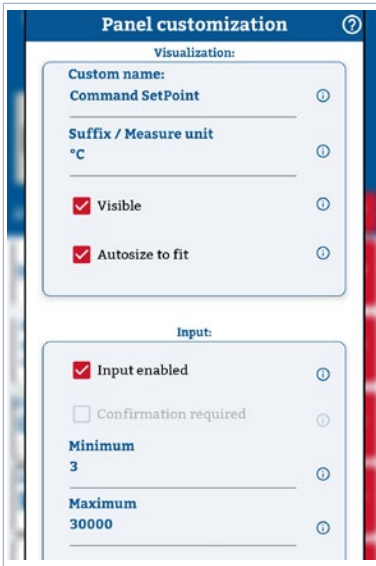 Panel customization
Visualization:
Custom name:
Command SetPoint
Suffix / Measure unit
°C
Visible
Autosize to fit
Input:
Input enabled
Confirmation required
Minimum
3
Maximum
30000